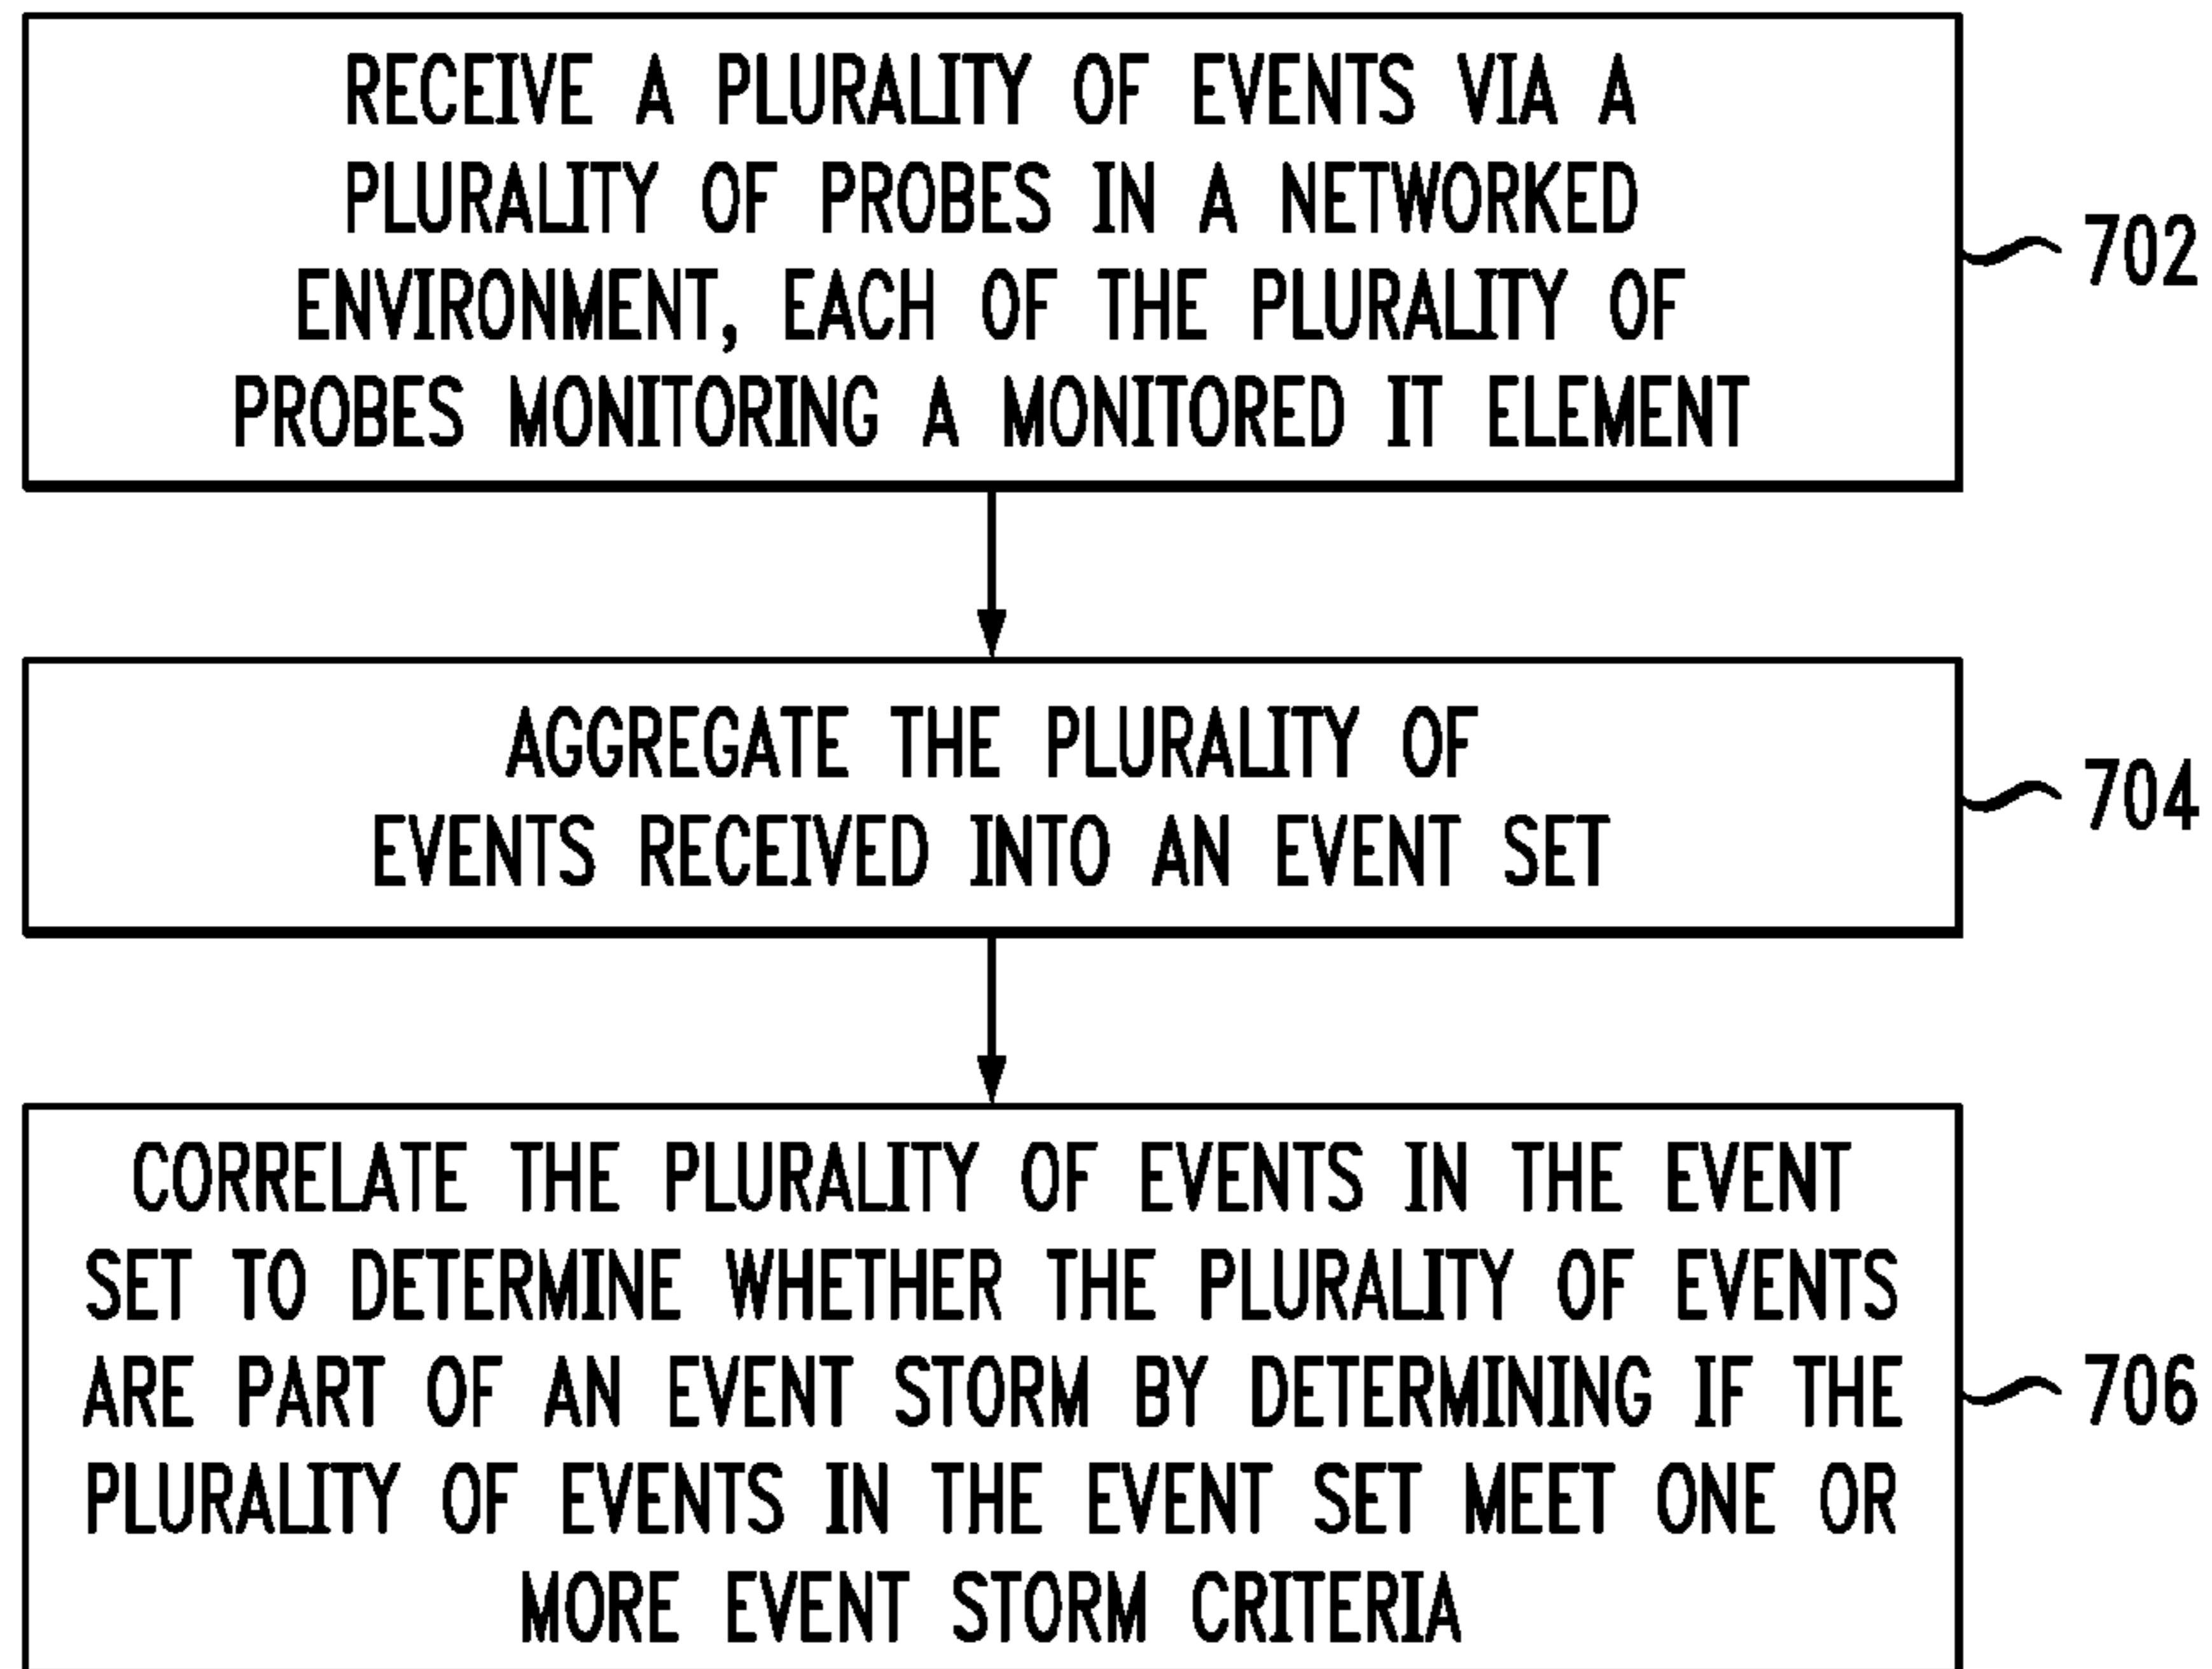 RECEIVE A PLURALITY OF EVENTS VIA A
PLURALITY OF PROBES IN A NETWORKED
ENVIRONMENT, EACH OF THE PLURALITY OF
PROBES MONITORING A MONITORED IT ELEMENT
702
AGGREGATE THE PLURALITY OF
EVENTS RECEIVED INTO AN EVENT SET
704
CORRELATE THE PLURALITY OF EVENTS IN THE EVENT
SET TO DETERMINE WHETHER THE PLURALITY OF EVENTS
ARE PART OF AN EVENT STORM BY DETERMINING IF THE
PLURALITY OF EVENTS IN THE EVENT SET MEET ONE OR
MORE EVENT STORM CRITERIA
706